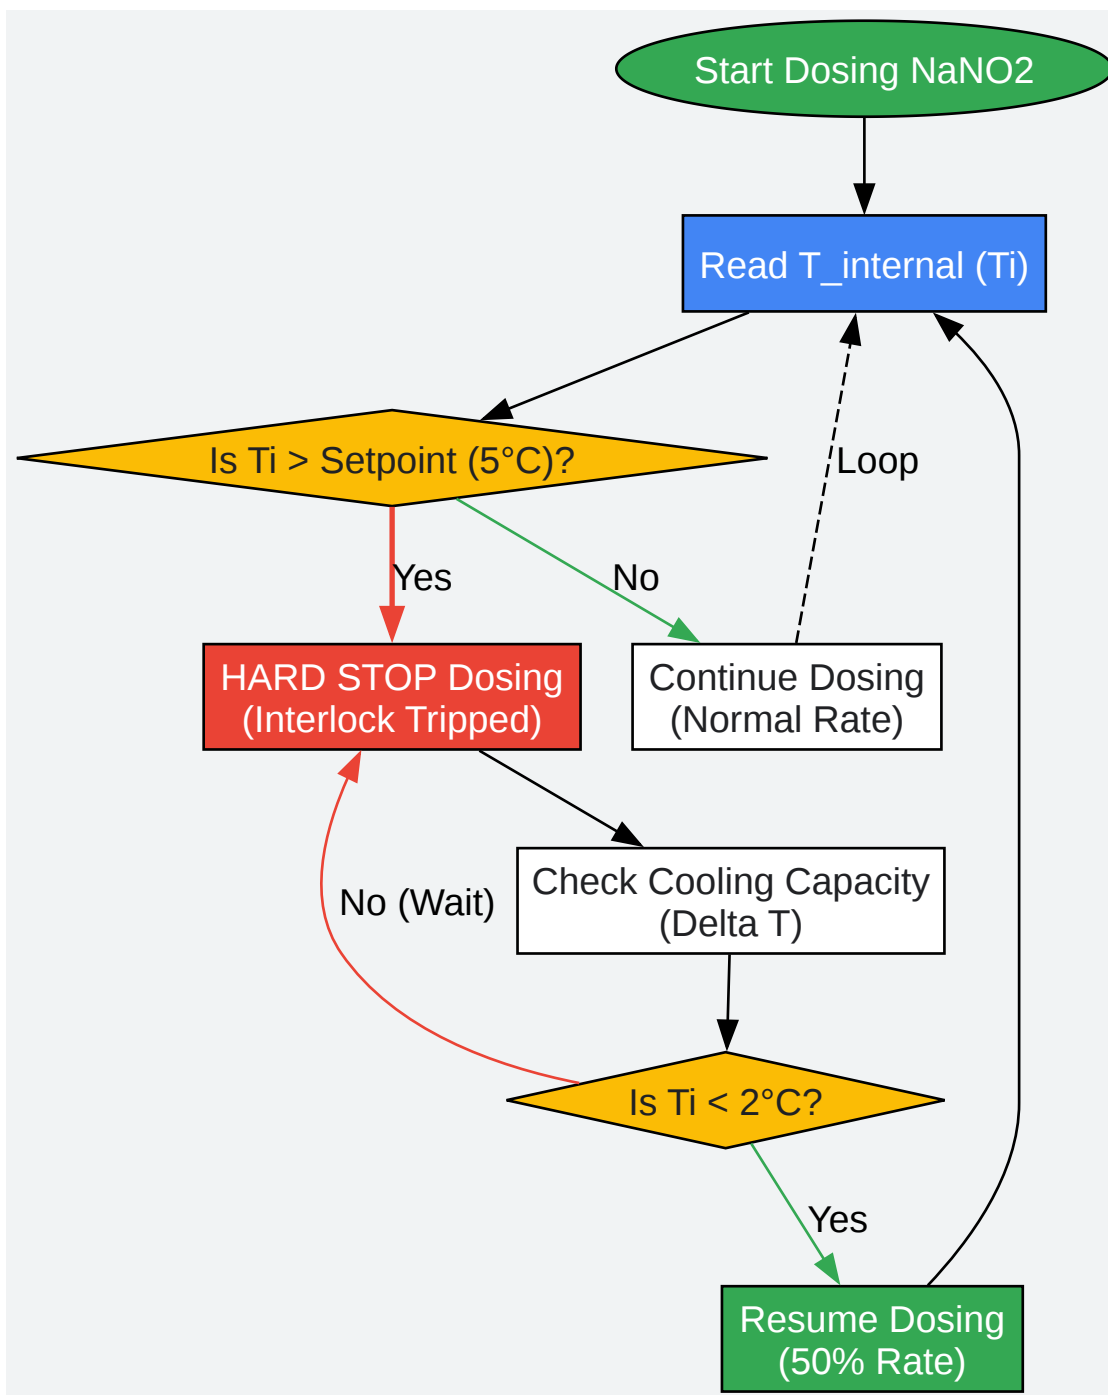 Start Dosing NaNO2
Read T_internal (Ti)
Is Ti > Setpoint (5°C)?
Loop
Yes
No
HARD STOP Dosing
(Interlock Tripped)
Continue Dosing
(Normal Rate)
Check Cooling Capacity
(Delta T)
No (Wait)
Is Ti < 2°C?
Yes
Resume Dosing
(50% Rate)